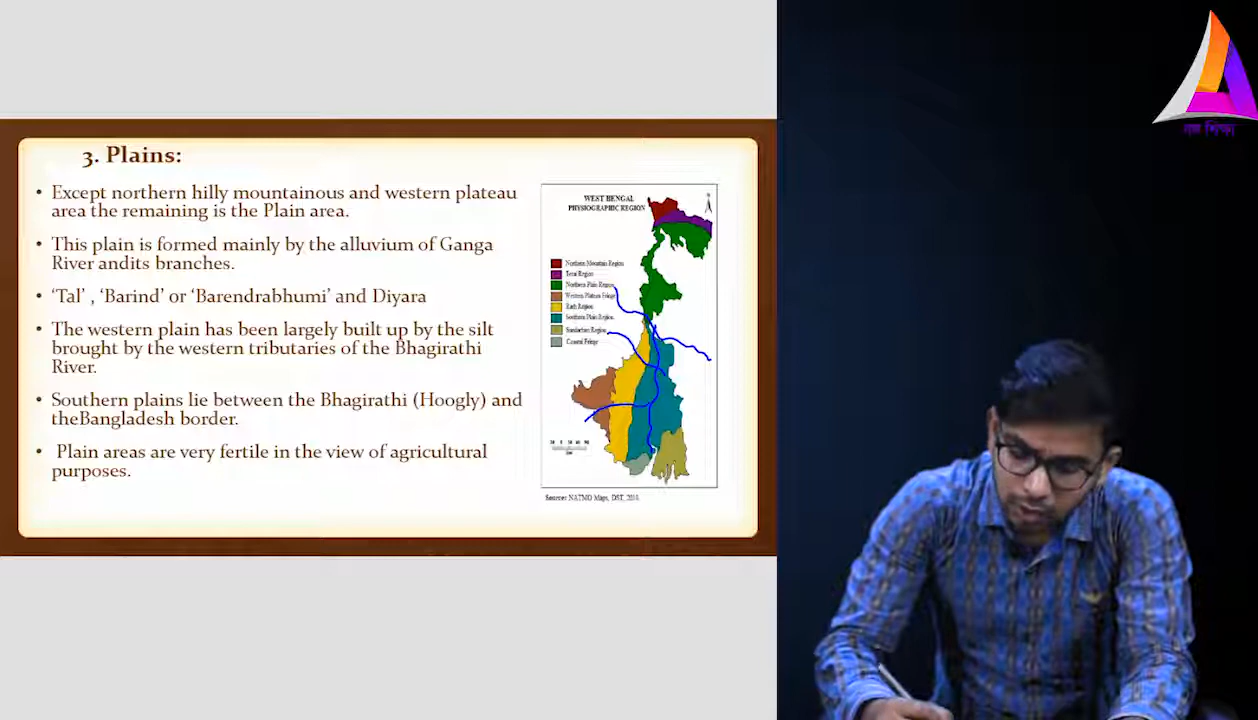 3. Plains:
• Except northern hilly mountainous and western plateau
area the remaining is the Plain area.
• This plain is formed mainly by the alluvium of Ganga
River andits branches.
• ‘Tal’ , ‘Barind’ or ‘Barendrabhumi’ and Diyara
• The western plain has been largely built up by the silt
brought by the western tributaries of the Bhagirathi
River.
• Southern plains lie between the Bhagirathi (Hoogly) and
theBangladesh border.
• Plain areas are very fertile in the view of agricultural
purposes.
WEST BENGAL
PHYSIOGRAPHIC REGION
N
Northern Mountain Region
Terai Region
Northern Plain Region
Western Plateau Fringe
Rarh Region
Southern Plain Region
Sundarban Region
Coastal Fringe
Source: NATMO Maps, DST, 2010.